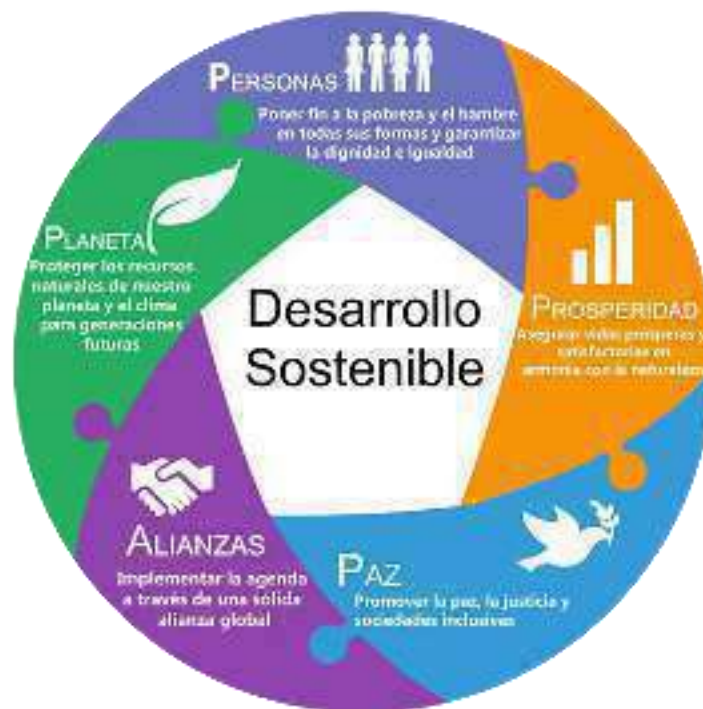 PERSONAS
Poner fin a la pobreza y el hambre
en todas sus formas y garantizar
la dignidad e igualdad
PROSPERIDAD
Asegurar vidas prósperas y
satisfactorias en
armonía con la naturaleza
PAZ
Promover la paz, la justicia y
sociedades inclusivas
ALIANZAS
Implementar la agenda
a través de una sólida
alianza global
PLANETA
Proteger los recursos
naturales de nuestro
planeta y el clima
para generaciones
futuras
Desarrollo
Sostenible